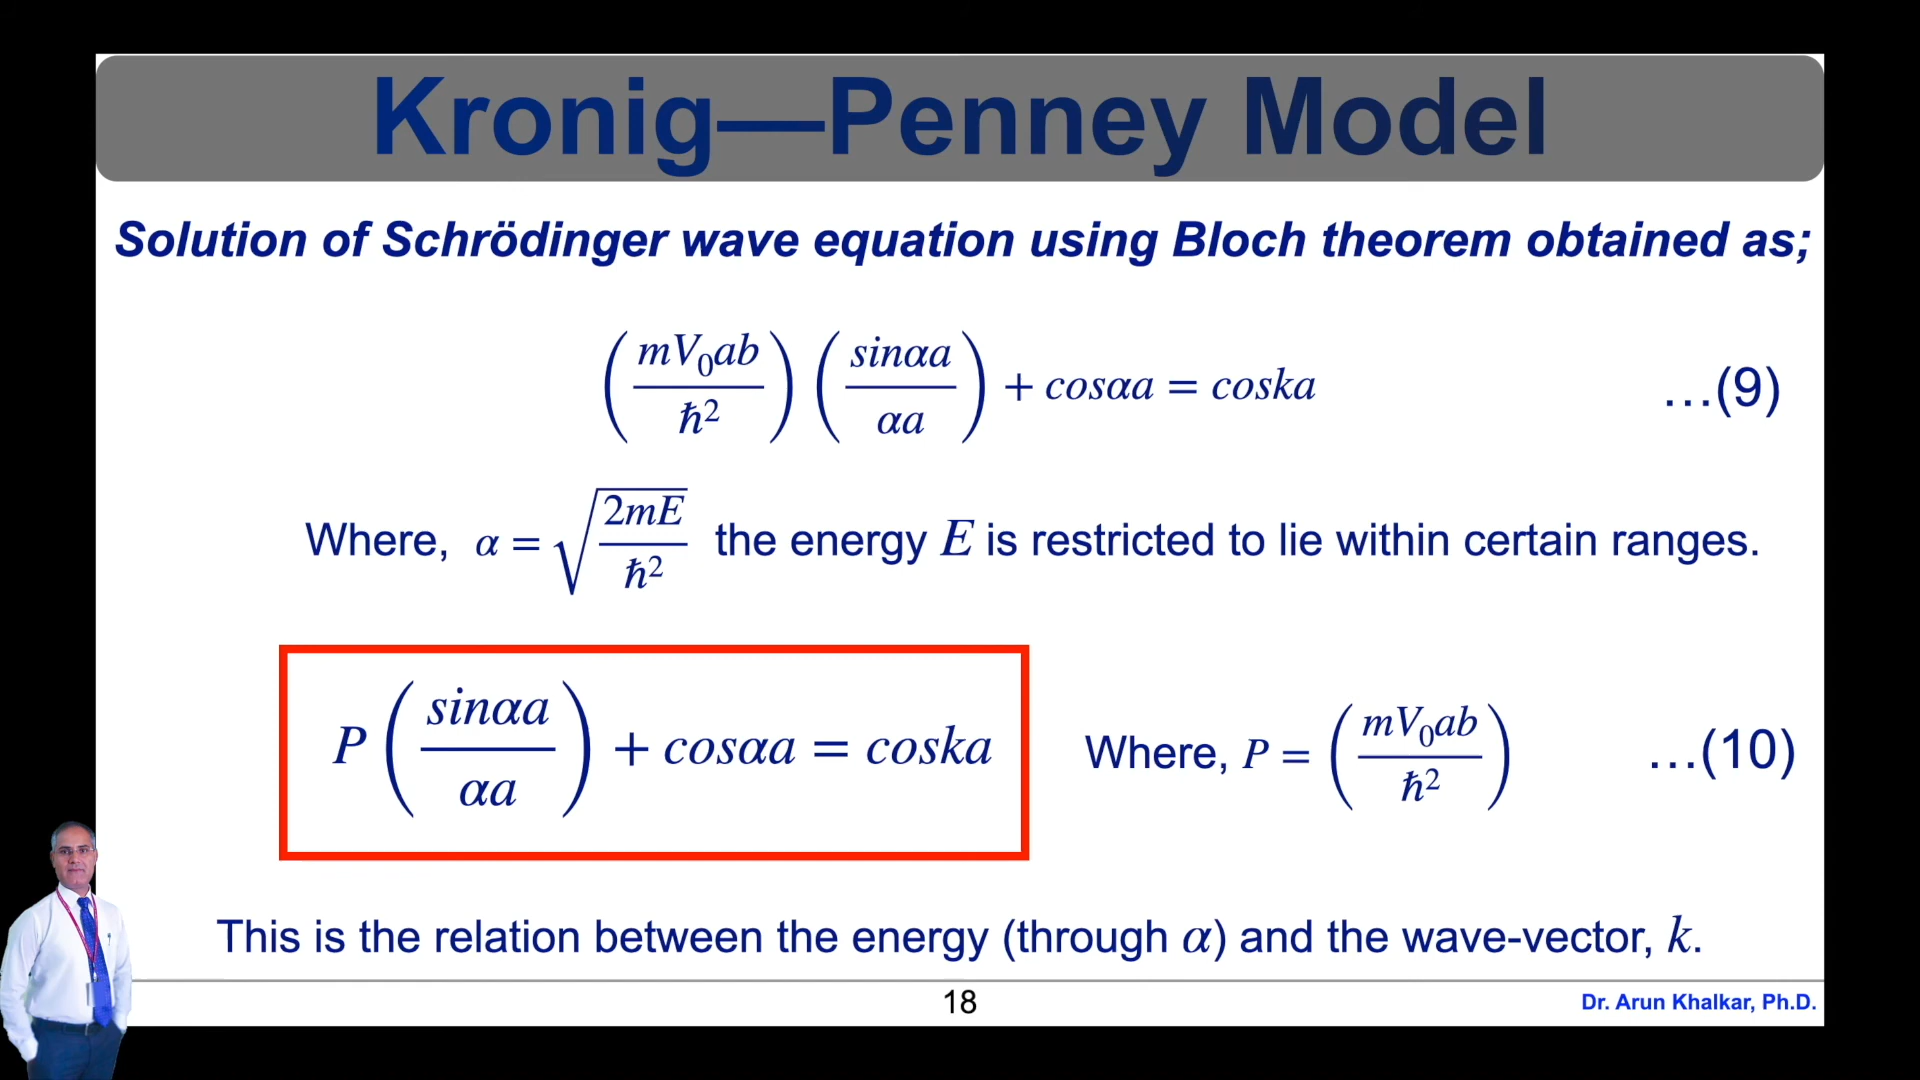 Kronig—Penney Model
Solution of Schrödinger wave equation using Bloch theorem obtained as;
(mV₀ab / ħ²) (sinαa / αa) + cosαa = coska …(9)
Where, α = √(2mE / ħ²) the energy E is restricted to lie within certain ranges.
P (sinαa / αa) + cosαa = coska Where, P = (mV₀ab / ħ²) …(10)
This is the relation between the energy (through α) and the wave-vector, k.
18
Dr. Arun Khalkar, Ph.D.